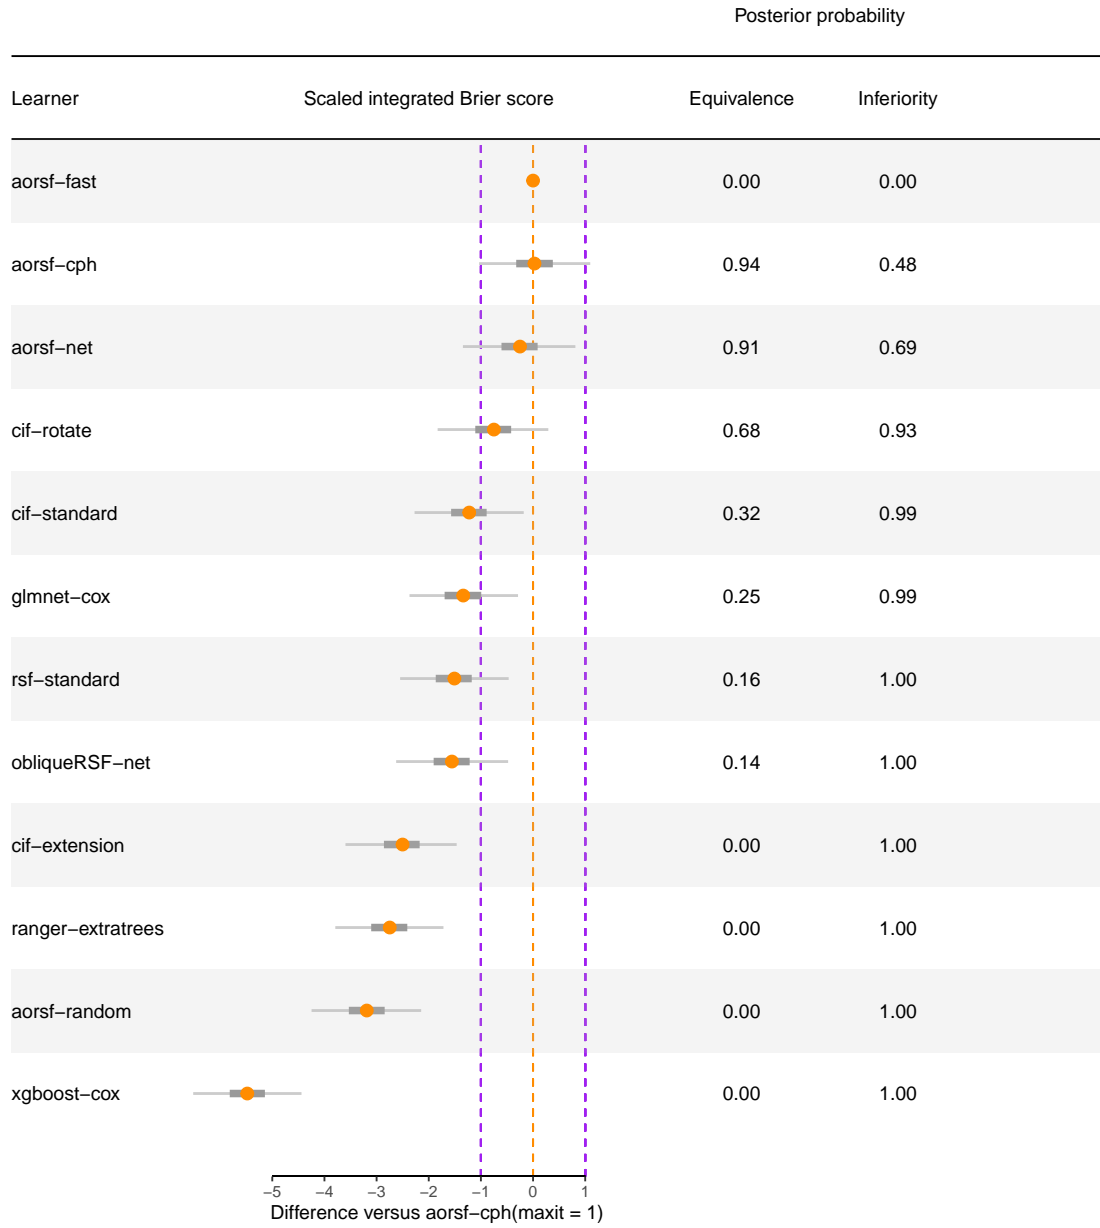 Posterior probability
Learner Scaled integrated Brier score Equivalence Inferiority
aorsf−fast 0.00 0.00
aorsf−cph 0.94 0.48
aorsf−net 0.91 0.69
cif−rotate 0.68 0.93
cif−standard 0.32 0.99
glmnet−cox 0.25 0.99
rsf−standard 0.16 1.00
obliqueRSF−net 0.14 1.00
cif−extension 0.00 1.00
ranger−extratrees 0.00 1.00
aorsf−random 0.00 1.00
xgboost−cox 0.00 1.00
−5 −4 −3 −2 −1 0 1
Difference versus aorsf−cph(maxit = 1)